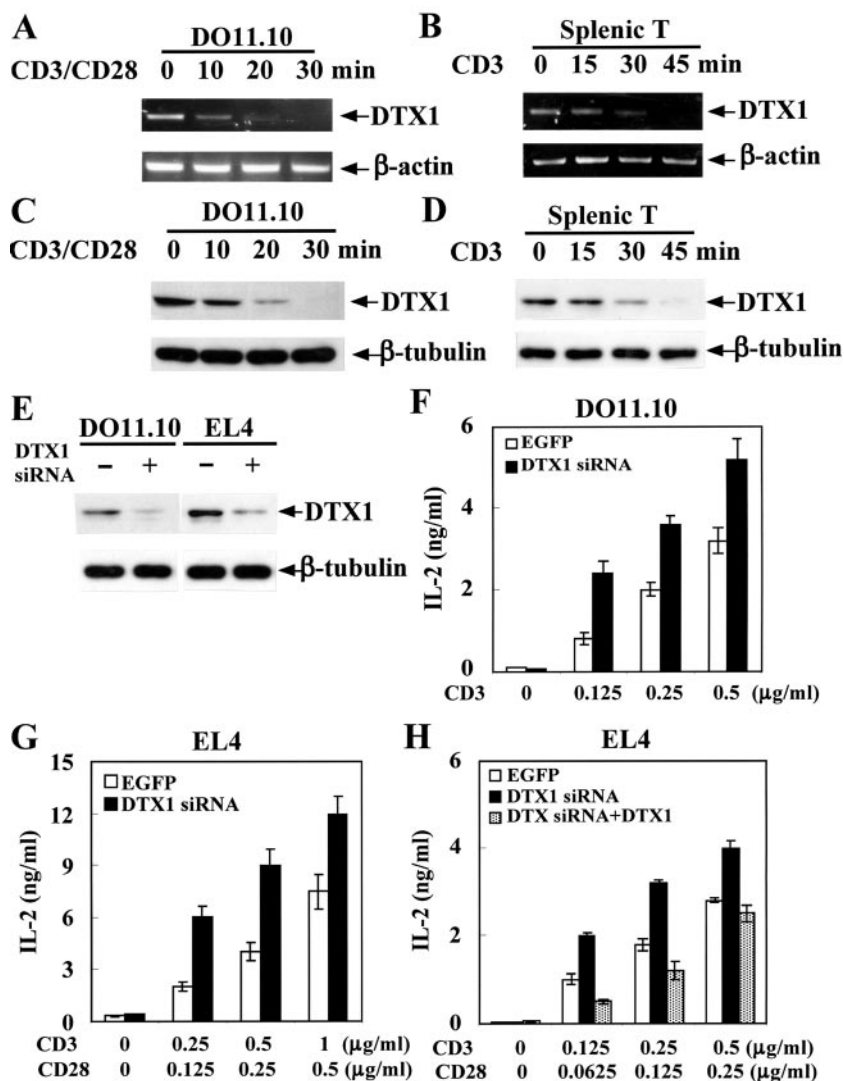 A
DO11.10
CD3/CD28 0 10 20 30 min
DTX1
β-actin
B
Splenic T
CD3 0 15 30 45 min
DTX1
β-actin
C
DO11.10
CD3/CD28 0 10 20 30 min
DTX1
β-tubulin
D
Splenic T
CD3 0 15 30 45 min
DTX1
β-tubulin
E
DO11.10 EL4
DTX1
siRNA
− + − +
DTX1
β-tubulin
F
DO11.10
EGFP
DTX1 siRNA
IL-2 (ng/ml)
6
4
2
0
CD3 0 0.125 0.25 0.5 (μg/ml)
G
EL4
EGFP
DTX1 siRNA
IL-2 (ng/ml)
15
12
9
6
3
0
CD3 0 0.25 0.5 1 (μg/ml)
CD28 0 0.125 0.25 0.5 (μg/ml)
H
EL4
EGFP
DTX1 siRNA
DTX siRNA+DTX1
IL-2 (ng/ml)
6
4
2
0
CD3 0 0.125 0.25 0.5 (μg/ml)
CD28 0 0.0625 0.125 0.25 (μg/ml)